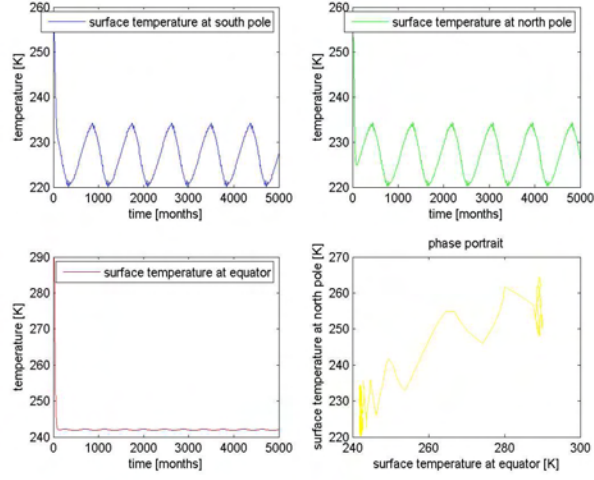 260
surface temperature at south pole
250
240
230
220
temperature [K]
0 1000 2000 3000 4000 5000
time [months]
260
surface temperature at north pole
250
240
230
220
temperature [K]
0 1000 2000 3000 4000 5000
time [months]
290
surface temperature at equator
280
270
260
250
240
temperature [K]
0 1000 2000 3000 4000 5000
time [months]
phase portrait
270
260
250
240
230
220
surface temperature at north pole [K]
240 260 280 300
surface temperature at equator [K]